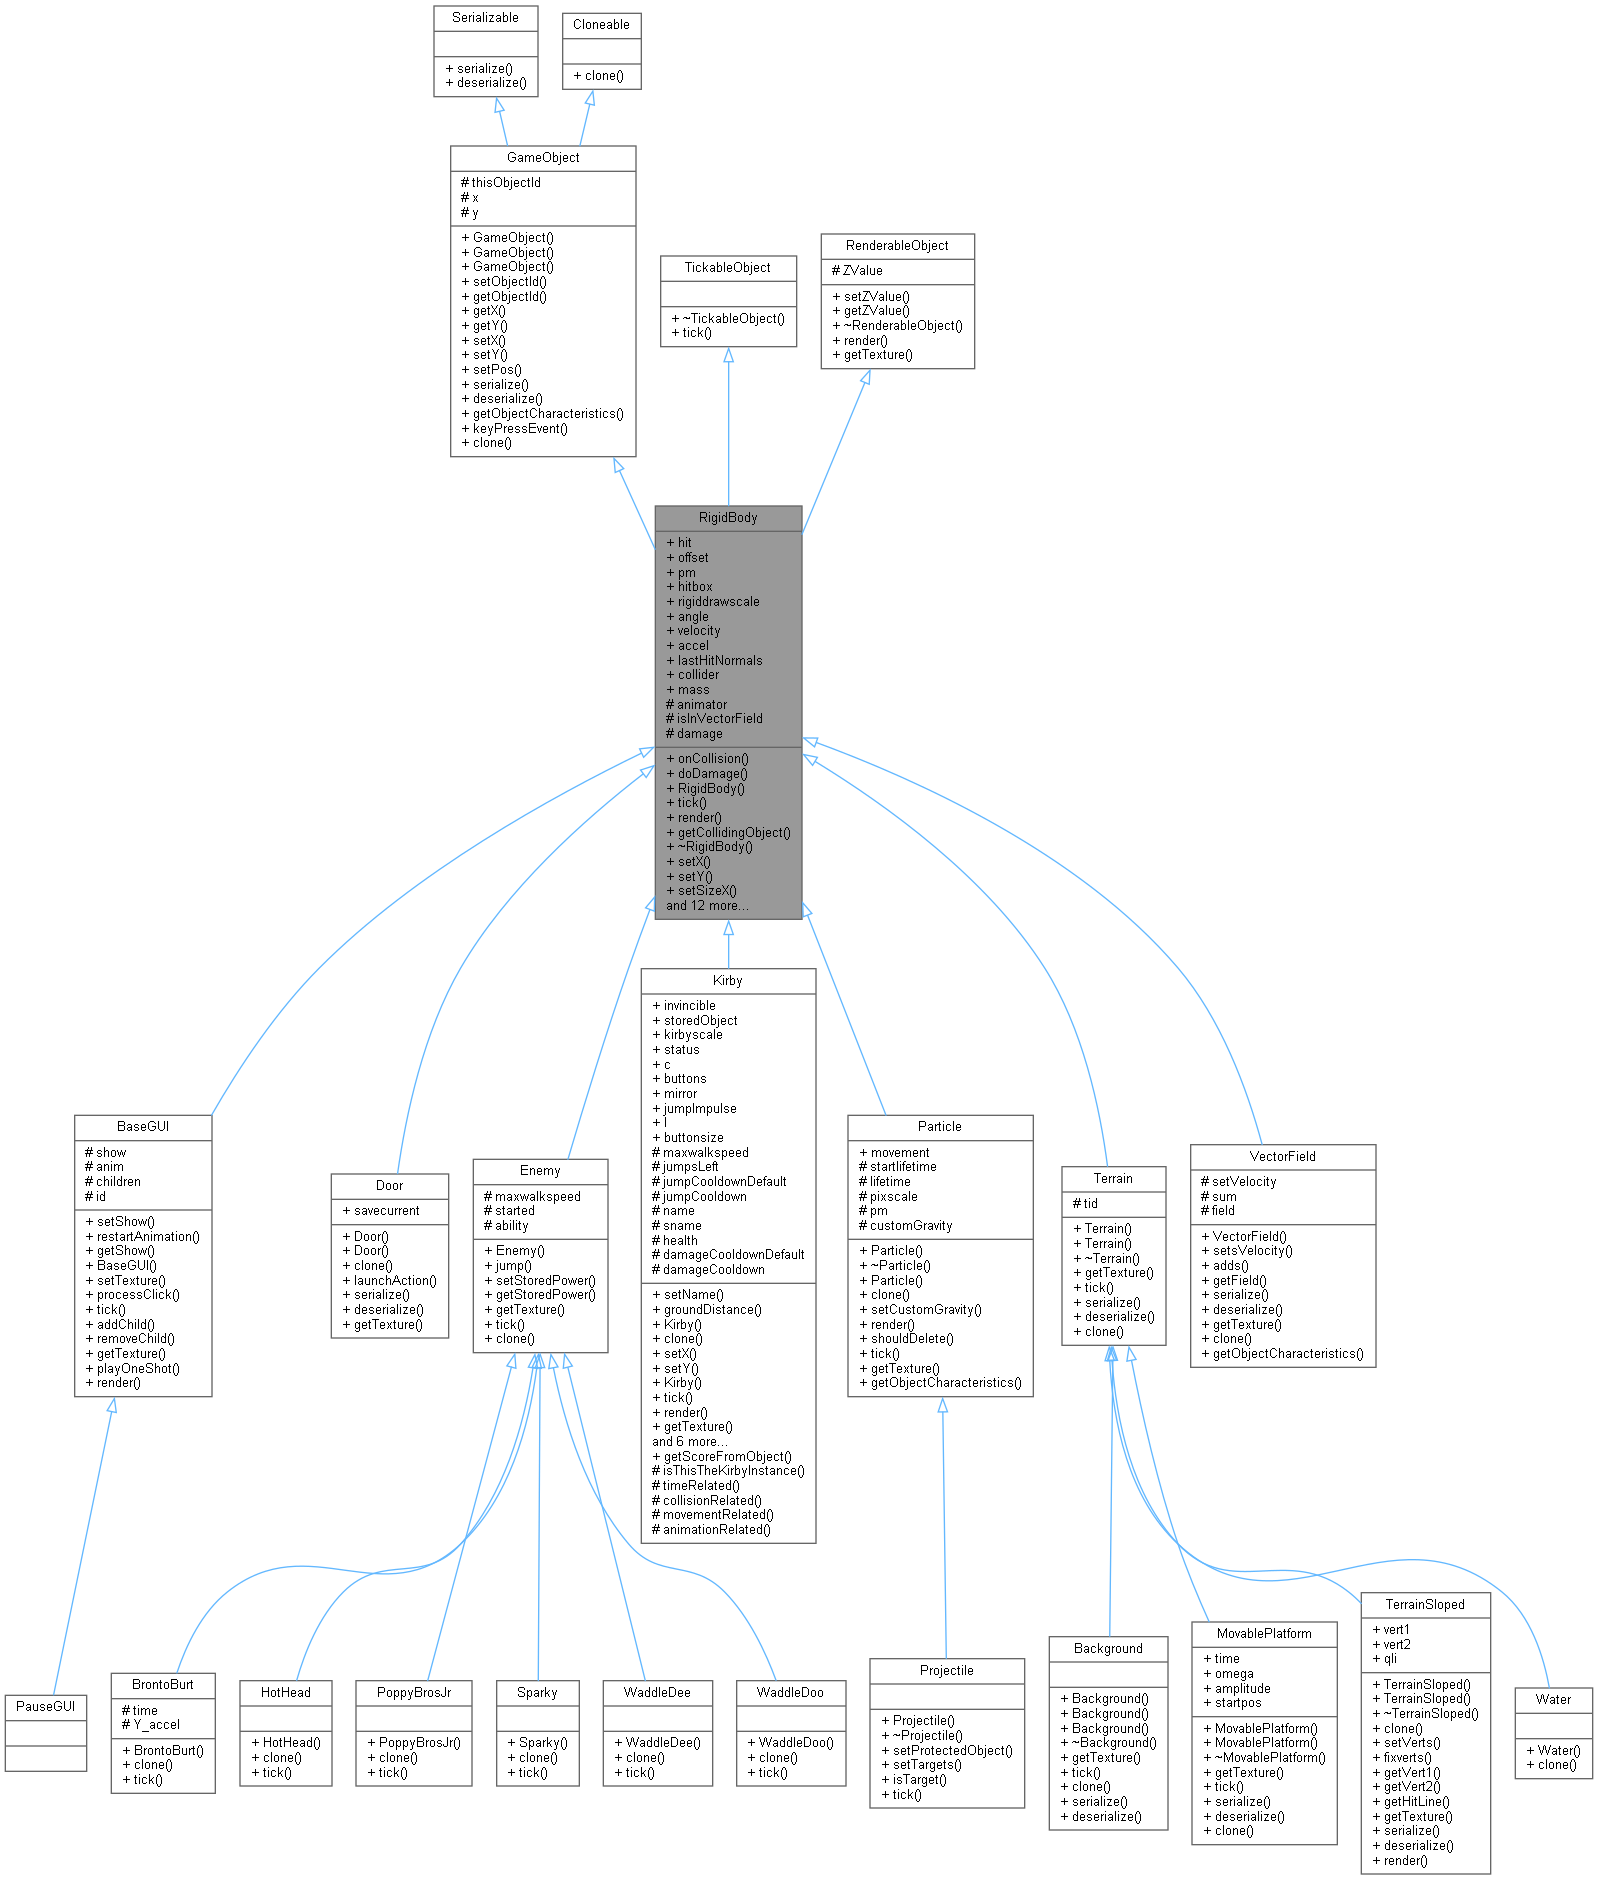 Serializable
+ serialize()
+ deserialize()
Cloneable
+ clone()
GameObject
# thisObjectId
# x
# y
+ GameObject()
+ GameObject()
+ GameObject()
+ setObjectId()
+ getObjectId()
+ getX()
+ getY()
+ setX()
+ setY()
+ setPos()
+ serialize()
+ deserialize()
+ getObjectCharacteristics()
+ keyPressEvent()
+ clone()
TickableObject
+ ~TickableObject()
+ tick()
RenderableObject
# ZValue
+ setZValue()
+ getZValue()
+ ~RenderableObject()
+ render()
+ getTexture()
RigidBody
+ hit
+ offset
+ pm
+ hitbox
+ rigiddrawscale
+ angle
+ velocity
+ accel
+ lastHitNormals
+ collider
+ mass
# animator
# isInVectorField
# damage
+ onCollision()
+ doDamage()
+ RigidBody()
+ tick()
+ render()
+ getCollidingObject()
+ ~RigidBody()
+ setX()
+ setY()
+ setSizeX()
and 12 more...
BaseGUI
# show
# anim
# children
# id
+ setShow()
+ restartAnimation()
+ getShow()
+ BaseGUI()
+ setTexture()
+ processClick()
+ tick()
+ addChild()
+ removeChild()
+ getTexture()
+ playOneShot()
+ render()
Door
+ savecurrent
+ Door()
+ Door()
+ clone()
+ launchAction()
+ serialize()
+ deserialize()
+ getTexture()
Enemy
# maxwalkspeed
# started
# ability
+ Enemy()
+ jump()
+ setStoredPower()
+ getStoredPower()
+ getTexture()
+ tick()
+ clone()
Kirby
+ invincible
+ storedObject
+ kirbyscale
+ status
+ c
+ buttons
+ mirror
+ jumpImpulse
+ l
+ buttonsize
# maxwalkspeed
# jumpsLeft
# jumpCooldownDefault
# jumpCooldown
# name
# sname
# health
# damageCooldownDefault
# damageCooldown
+ setName()
+ groundDistance()
+ Kirby()
+ clone()
+ setX()
+ setY()
+ Kirby()
+ tick()
+ render()
+ getTexture()
and 6 more...
+ getScoreFromObject()
# isThisTheKirbyInstance()
# timeRelated()
# collisionRelated()
# movementRelated()
# animationRelated()
Particle
+ movement
# startlifetime
# lifetime
# pixscale
# pm
# customGravity
+ Particle()
+ ~Particle()
+ Particle()
+ clone()
+ setCustomGravity()
+ render()
+ shouldDelete()
+ tick()
+ getTexture()
+ getObjectCharacteristics()
Terrain
# tid
+ Terrain()
+ Terrain()
+ ~Terrain()
+ getTexture()
+ tick()
+ serialize()
+ deserialize()
+ clone()
VectorField
# setVelocity
# sum
# field
+ VectorField()
+ setsVelocity()
+ adds()
+ getField()
+ serialize()
+ deserialize()
+ getTexture()
+ clone()
+ getObjectCharacteristics()
PauseGUI
BrontoBurt
# time
# Y_accel
+ BrontoBurt()
+ clone()
+ tick()
HotHead
+ HotHead()
+ clone()
+ tick()
PoppyBrosJr
+ PoppyBrosJr()
+ clone()
+ tick()
Sparky
+ Sparky()
+ clone()
+ tick()
WaddleDee
+ WaddleDee()
+ clone()
+ tick()
WaddleDoo
+ WaddleDoo()
+ clone()
+ tick()
Projectile
+ Projectile()
+ ~Projectile()
+ setProtectedObject()
+ setTargets()
+ isTarget()
+ tick()
Background
+ Background()
+ Background()
+ Background()
+ ~Background()
+ getTexture()
+ tick()
+ clone()
+ serialize()
+ deserialize()
MovablePlatform
+ time
+ omega
+ amplitude
+ startpos
+ MovablePlatform()
+ MovablePlatform()
+ ~MovablePlatform()
+ getTexture()
+ tick()
+ serialize()
+ deserialize()
+ clone()
TerrainSloped
+ vert1
+ vert2
+ qli
+ TerrainSloped()
+ TerrainSloped()
+ ~TerrainSloped()
+ clone()
+ setVerts()
+ fixverts()
+ getVert1()
+ getVert2()
+ getHitLine()
+ getTexture()
+ serialize()
+ deserialize()
+ render()
Water
+ Water()
+ clone()